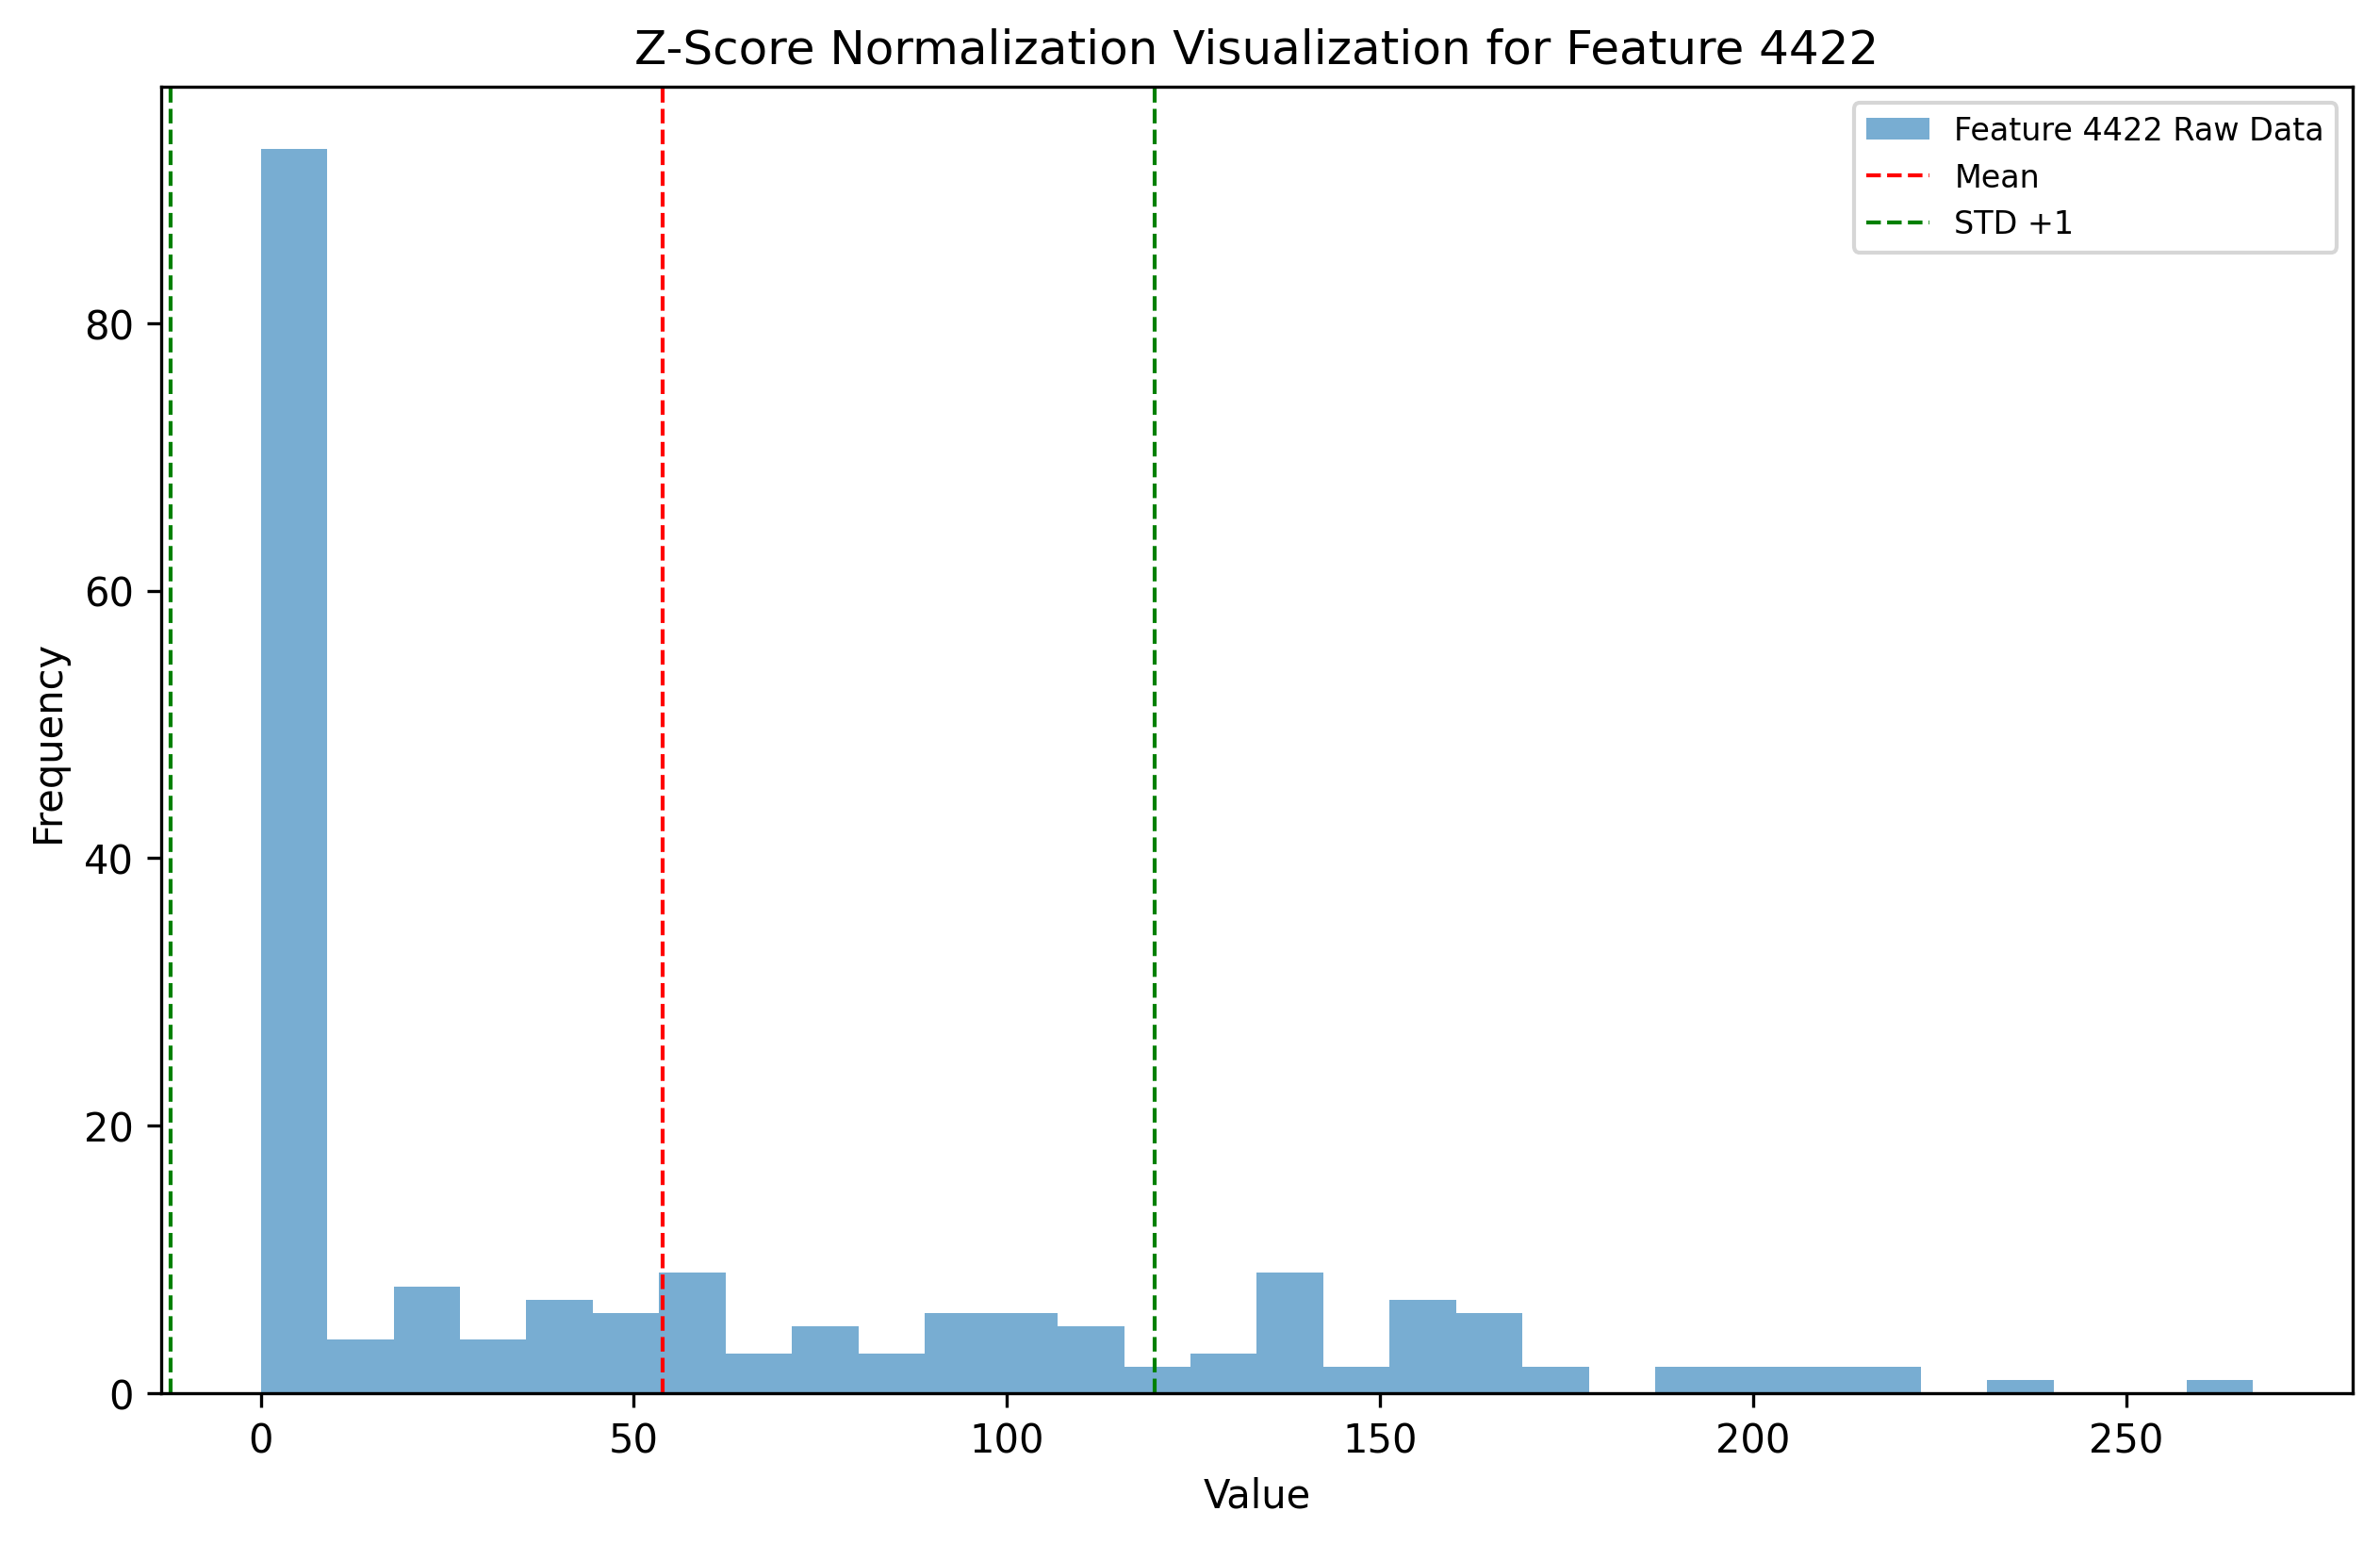 Z-Score Normalization Visualization for Feature 4422
Feature 4422 Raw Data
Mean
STD +1
80
60
40
20
0
Frequency
0 50 100 150 200 250
Value